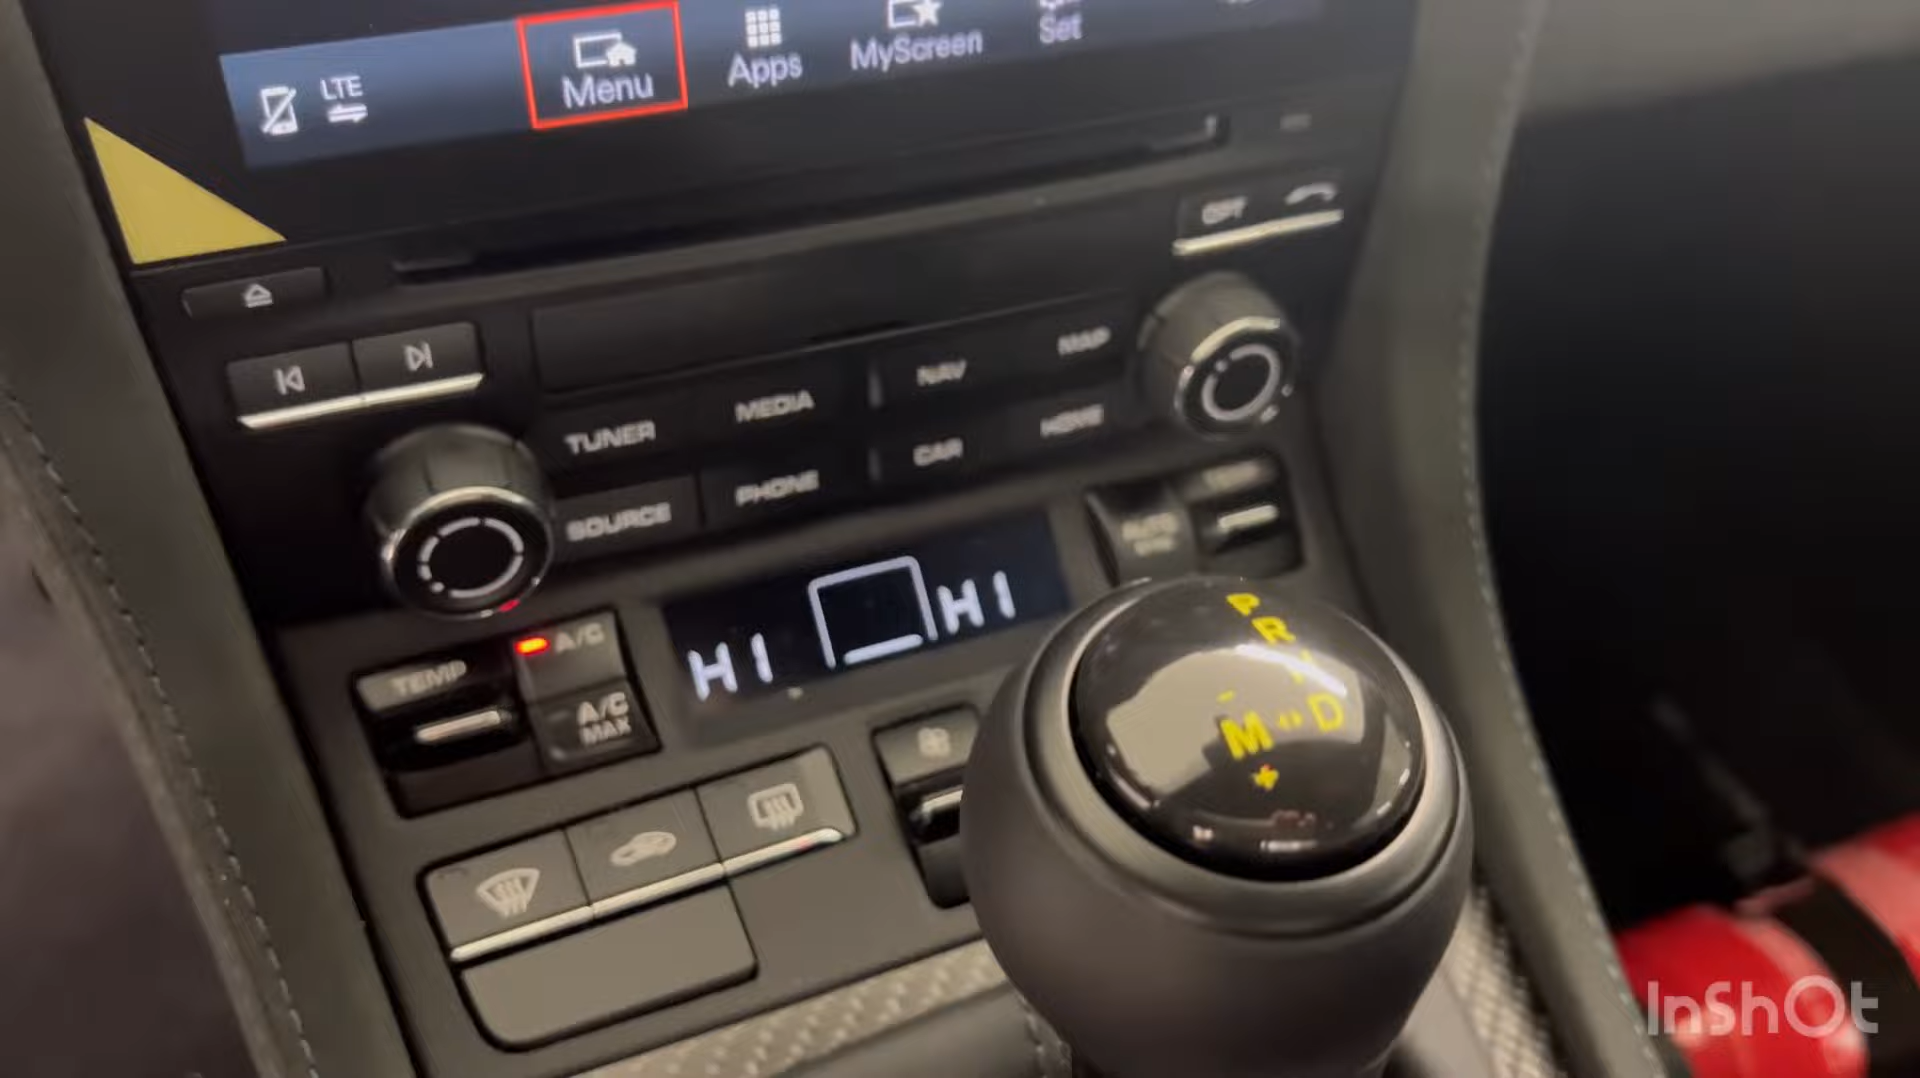 LTE
Menu
Apps
MyScreen
Set
OPT
TUNER
MEDIA
NAV
MAP
SOURCE
PHONE
CAR
HOME
TEMP
A/C
A/C
MAX
HI
HI
AUTO
P
R
M
D
InShOt